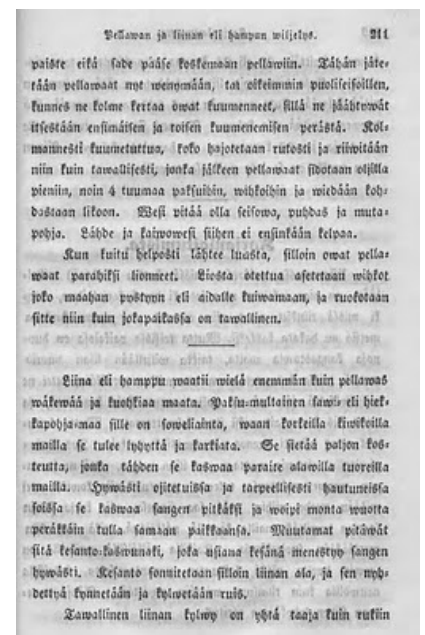 Pellawan ja liinan eli hampun wiljelys. 211
paiste eikä sade pääse koskemaan pellawiin. Tähän jäte-
tään pellawaat nyt wenymään, tai oikeimmin puoliseisoillen,
kunnes ne kolme kertaa owat kuumenneet, sillä ne jäähtywät
itsestään ensimäisen ja toisen kuumenemisen perästä. Kol-
mannesti kuumetuttua, koko hajotetaan rutosti ja riiwitään
niin kuin tawallisesti, jonka jälkeen pellawaat sidotaan oljilla
pieniin, noin 4 tuumaa paksuihin, wihkoihin ja wiedään koh-
dastaan likoon. Wesi pitää olla seisowa, puhdas ja muta-
pohja. Lähde ja kaiwowesi siihen ei ensinkään kelpaa.
Kun kuitu helposti lähtee luusta, silloin owat pella-
waat parahiksi lionneet. Liosta otettua asetetaan wihkot
joko maahan pystyyn eli aidalle kuiwamaan, ja ruokotaan
sitte niin kuin jokapaikassa on tawallinen.
Liina eli hamppu waatii wielä enemmän kuin pellawas
wäkewää ja kuohkiaa maata. Paksu-multainen sawi- eli hiek-
kapohja-maa sille on soweliainta, waan korkeilla kiwikoilla
mailla se tulee lyhyttä ja karkiata. Se sietää paljon kos-
teutta, jonka tähden se kaswaa paraite alawilla tuoreilla
mailla. Hywästi ojitetuissa ja tarpeellisesti hautuneissa
soissa se kaswaa sangen pitkäksi ja woipi monta wuotta
peräkkäin tulla samaan paikkaansa. Muutamat pitäwät
sitä kesanto-kaswunaki, joka usiana kesänä menestyy sangen
hywästi. Kesanto sonnitetaan silloin liinan ala, ja sen nyh-
dettyä kynnetään ja kylwetään ruis.
Tawallinen liinan kylwy on yhtä taaja kuin rukiin